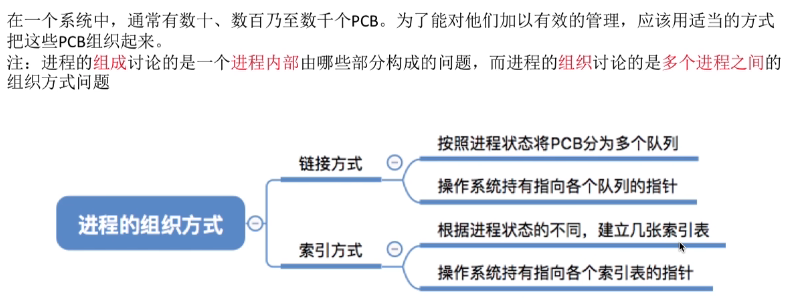 在一个系统中，通常有数十、数百乃至数千个PCB。为了能对他们加以有效的管理，应该用适当的方式
把这些PCB组织起来。
注：进程的组成讨论的是一个进程内部由哪些部分构成的问题，而进程的组织讨论的是多个进程之间的
组织方式问题
进程的组织方式
链接方式
按照进程状态将PCB分为多个队列
操作系统持有指向各个队列的指针
索引方式
根据进程状态的不同，建立几张索引表
操作系统持有指向各个索引表的指针